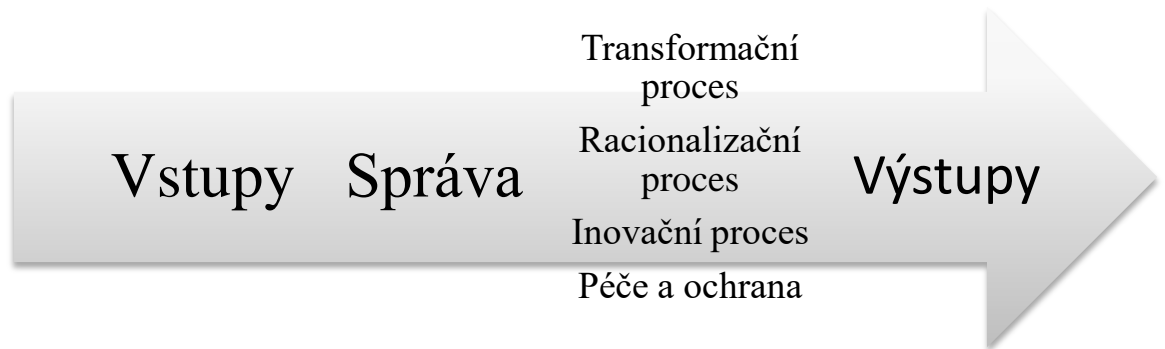 Vstupy
Správa
Transformační
proces
Racionalizační
proces
Inovační proces
Péče a ochrana
Výstupy